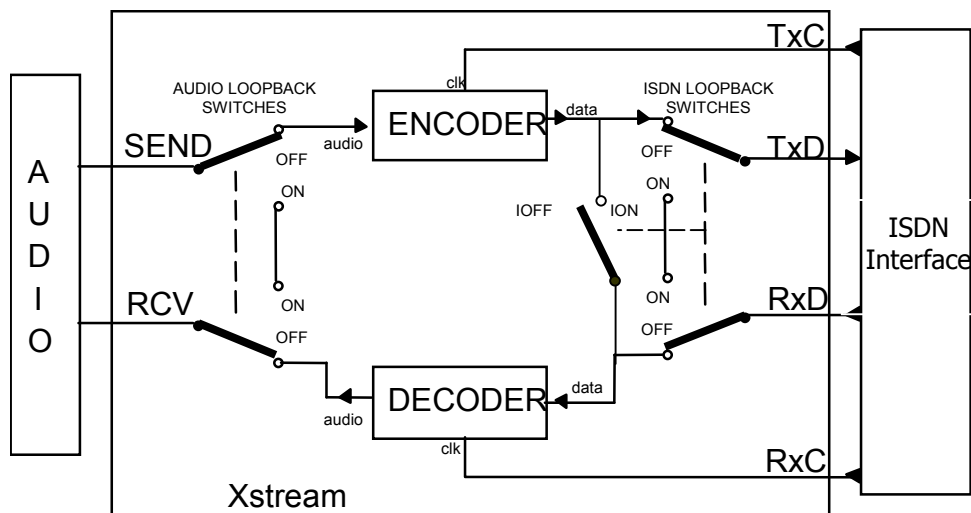 TxC
clk
AUDIO LOOPBACK
SWITCHES
ISDN LOOPBACK
SWITCHES
data
ENCODER
SEND
audio
OFF
OFF
TxD
A
U
D
I
O
ON
ON
IOFF
ION
ISDN
Interface
ON
ON
RCV
RxD
OFF
OFF
DECODER
data
audio
clk
RxC
Xstream